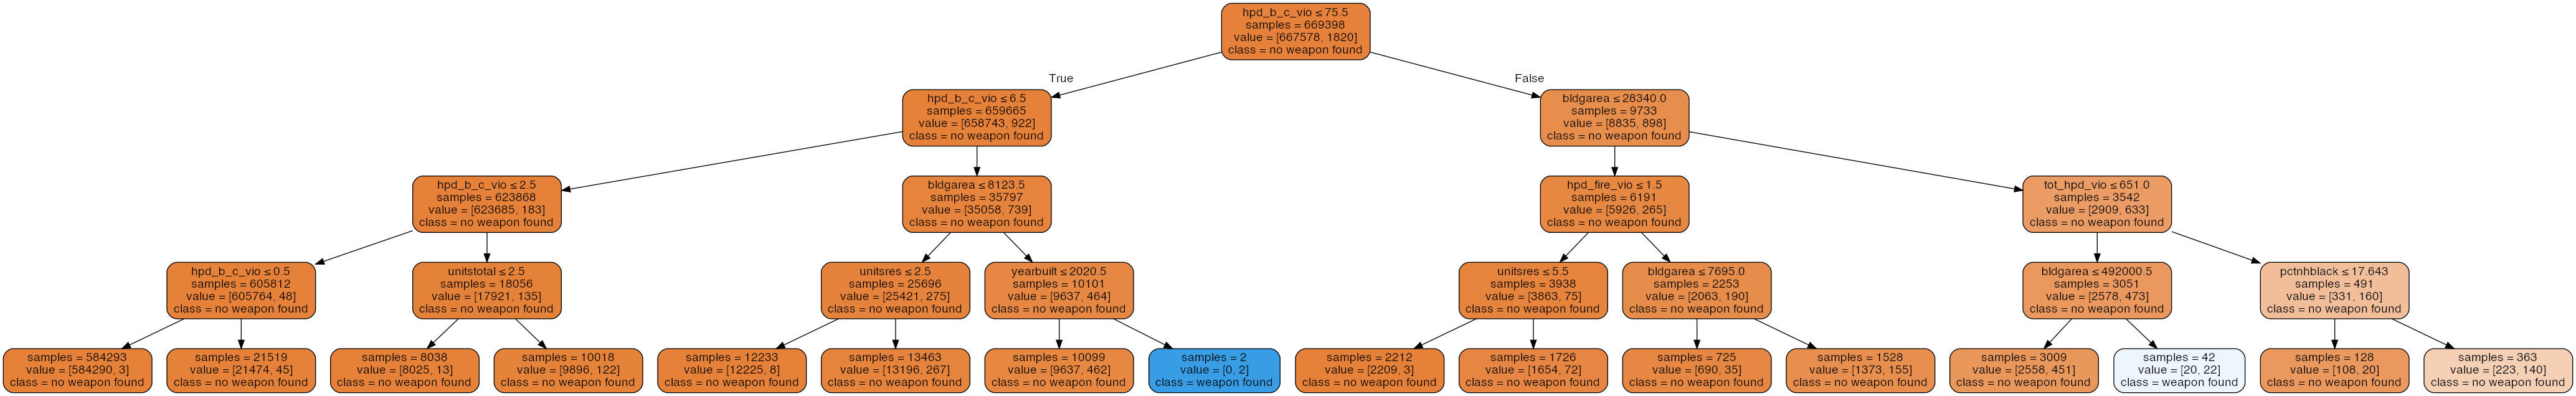 hpd_b_c_vio ≤ 75.5
samples = 669398
value = [667578, 1820]
class = no weapon found
True
False
hpd_b_c_vio ≤ 6.5
samples = 659665
value = [658743, 922]
class = no weapon found
bldgarea ≤ 28340.0
samples = 9733
value = [8835, 898]
class = no weapon found
hpd_b_c_vio ≤ 2.5
samples = 623868
value = [623685, 183]
class = no weapon found
bldgarea ≤ 8123.5
samples = 35797
value = [35058, 739]
class = no weapon found
hpd_fire_vio ≤ 1.5
samples = 6191
value = [5926, 265]
class = no weapon found
tot_hpd_vio ≤ 651.0
samples = 3542
value = [2909, 633]
class = no weapon found
hpd_b_c_vio ≤ 0.5
samples = 605812
value = [605764, 48]
class = no weapon found
unitstotal ≤ 2.5
samples = 18056
value = [17921, 135]
class = no weapon found
unitsres ≤ 2.5
samples = 25696
value = [25421, 275]
class = no weapon found
yearbuilt ≤ 2020.5
samples = 10101
value = [9637, 464]
class = no weapon found
unitsres ≤ 5.5
samples = 3938
value = [3863, 75]
class = no weapon found
bldgarea ≤ 7695.0
samples = 2253
value = [2063, 190]
class = no weapon found
bldgarea ≤ 492000.5
samples = 3051
value = [2578, 473]
class = no weapon found
pctnhblack ≤ 17.643
samples = 491
value = [331, 160]
class = no weapon found
samples = 584293
value = [584290, 3]
class = no weapon found
samples = 21519
value = [21474, 45]
class = no weapon found
samples = 8038
value = [8025, 13]
class = no weapon found
samples = 10018
value = [9896, 122]
class = no weapon found
samples = 12233
value = [12225, 8]
class = no weapon found
samples = 13463
value = [13196, 267]
class = no weapon found
samples = 10099
value = [9637, 462]
class = no weapon found
samples = 2
value = [0, 2]
class = weapon found
samples = 2212
value = [2209, 3]
class = no weapon found
samples = 1726
value = [1654, 72]
class = no weapon found
samples = 725
value = [690, 35]
class = no weapon found
samples = 1528
value = [1373, 155]
class = no weapon found
samples = 3009
value = [2558, 451]
class = no weapon found
samples = 42
value = [20, 22]
class = weapon found
samples = 128
value = [108, 20]
class = no weapon found
samples = 363
value = [223, 140]
class = no weapon found